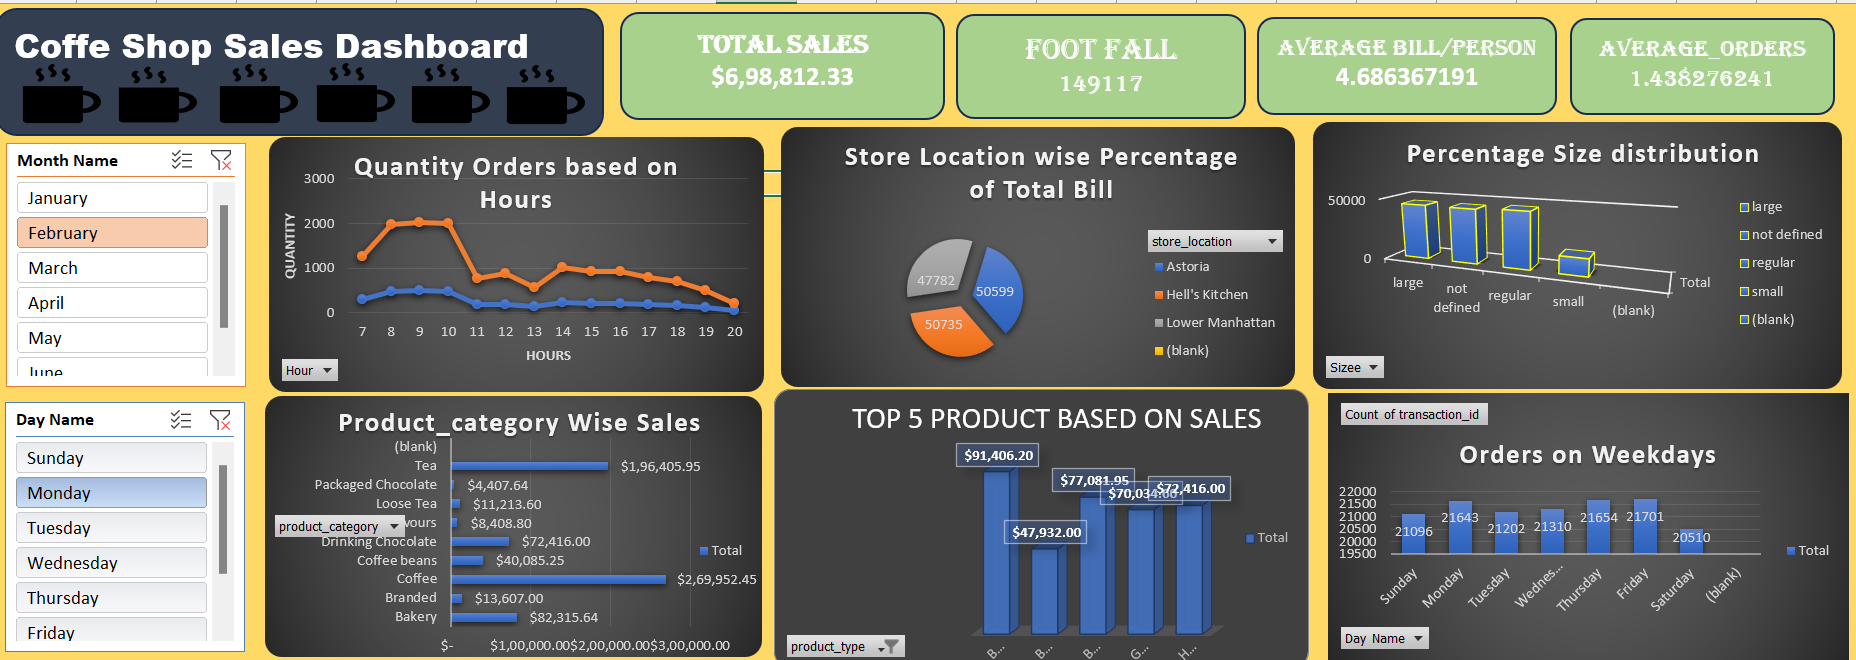 Coffe Shop Sales Dashboard
TOTAL SALES
$6,98,812.33
FOOT FALL
149117
AVERAGE BILL/PERSON
4.686367191
AVERAGE_ORDERS
1.438276241
Month Name
January
February
March
April
May
June
Day Name
Sunday
Monday
Tuesday
Wednesday
Thursday
Friday
Quantity Orders based on
Hours
QUANTITY
3000
2000
1000
0
7 8 9 10 11 12 13 14 15 16 17 18 19 20
HOURS
Hour
Store Location wise Percentage
of Total Bill
47782
50599
50735
store_location
Astoria
Hell's Kitchen
Lower Manhattan
(blank)
Percentage Size distribution
50000
0
large
not
defined
regular
small
(blank)
Total
large
not defined
regular
small
(blank)
Sizee
Product_category Wise Sales
(blank)
Tea $1,96,405.95
Packaged Chocolate $4,407.64
Loose Tea $11,213.60
vours $8,408.80
product_category
Drinking Chocolate $72,416.00
Coffee beans $40,085.25
Coffee $2,69,952.45
Branded $13,607.00
Bakery $82,315.64
$- $1,00,000.00 $2,00,000.00 $3,00,000.00
Total
TOP 5 PRODUCT BASED ON SALES
$91,406.20
$47,932.00
$77,081.95
$72,416.00
B... B... B... G... H...
Total
product_type
Count of transaction_id
Orders on Weekdays
22000
21500
21000
20500
20000
19500
21096 21643 21202 21310 21654 21701 20510
Sunday Monday Tuesday Wednes... Thursday Friday Saturday (blank)
Total
Day Name